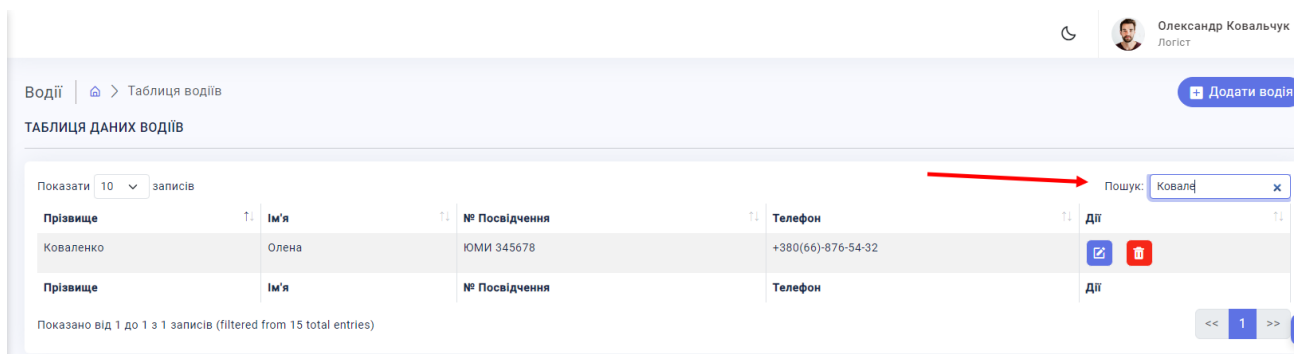 Олександр Ковальчук
Логіст
Водії > Таблиця водіїв
Додати водія
ТАБЛИЦЯ ДАНИХ ВОДІЇВ
Показати 10 записів Пошук: Ковале
Прізвище Ім'я № Посвідчення Телефон Дії
Коваленко Олена ЮМИ 345678 +380(66)-876-54-32
Прізвище Ім'я № Посвідчення Телефон Дії
Показано від 1 до 1 з 1 записів (filtered from 15 total entries) << 1 >>